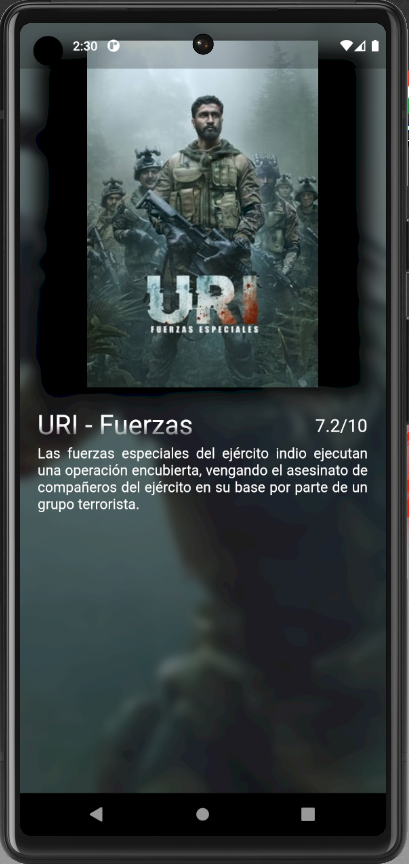 2:30
URI
FUERZAS ESPECIALES
URI - Fuerzas
7.2/10
Las fuerzas especiales del ejército indio ejecutan
una operación encubierta, vengando el asesinato de
compañeros del ejército en su base por parte de un
grupo terrorista.